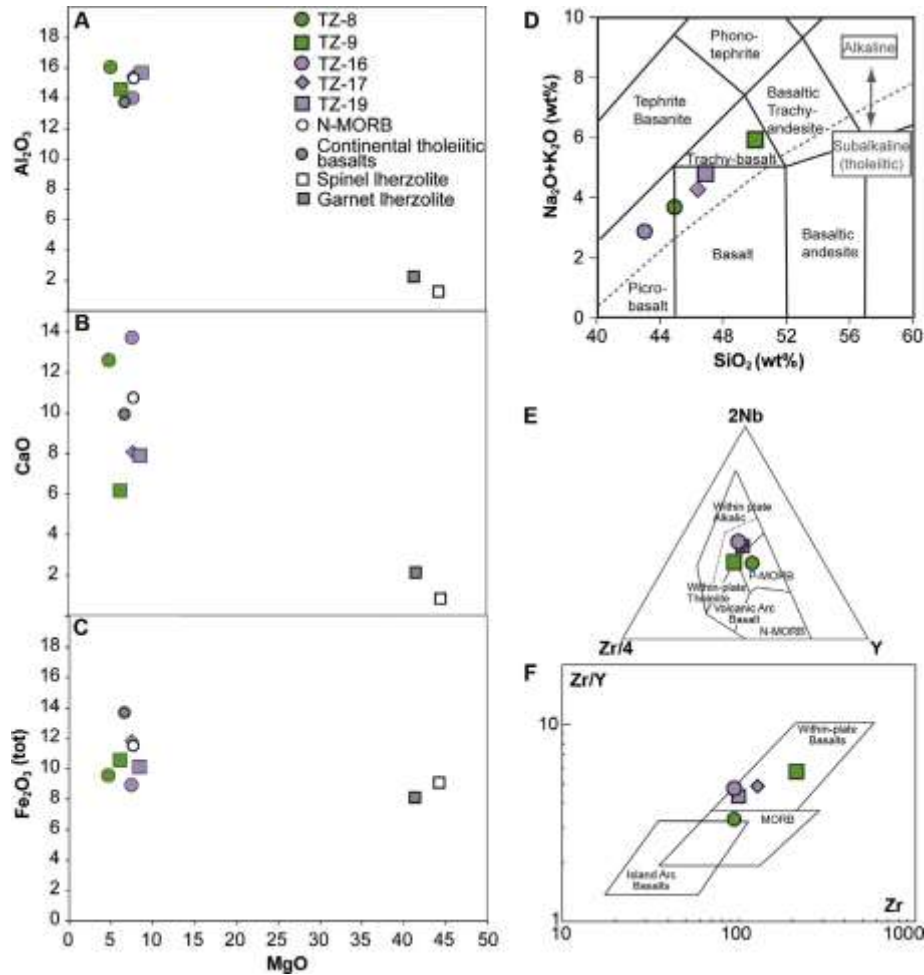 A
TZ-8
TZ-9
TZ-16
TZ-17
TZ-19
N-MORB
Continental tholeiitic
basalts
Spinel lherzolite
Garnet lherzolite
Al2O3
18
16
14
12
10
8
6
4
2
B
CaO
14
12
10
8
6
4
2
C
Fe2O3 (tot)
18
16
14
12
10
8
6
4
2
0
0 5 10 15 20 25 30 35 40 45 50
MgO
D
Na2O+K2O (wt%)
10
8
6
4
2
0
Phono-
tephrite
Alkaline
Tephrite
Basanite
Basaltic
Trachy-
andesite
Subalkaline
(tholeiitic)
Trachy-basalt
Basalt
Basaltic
andesite
Picro-
basalt
40 44 48 52 56 60
SiO2 (wt%)
E
2Nb
Within plate
Alkalic
P-MORB
Within-plate
Tholeiite
Volcanic Arc
Basalt
N-MORB
Zr/4
Y
F
Zr/Y
10
Within-plate
Basalts
MORB
Island Arc
Basalts
Zr
1
10 100 1000